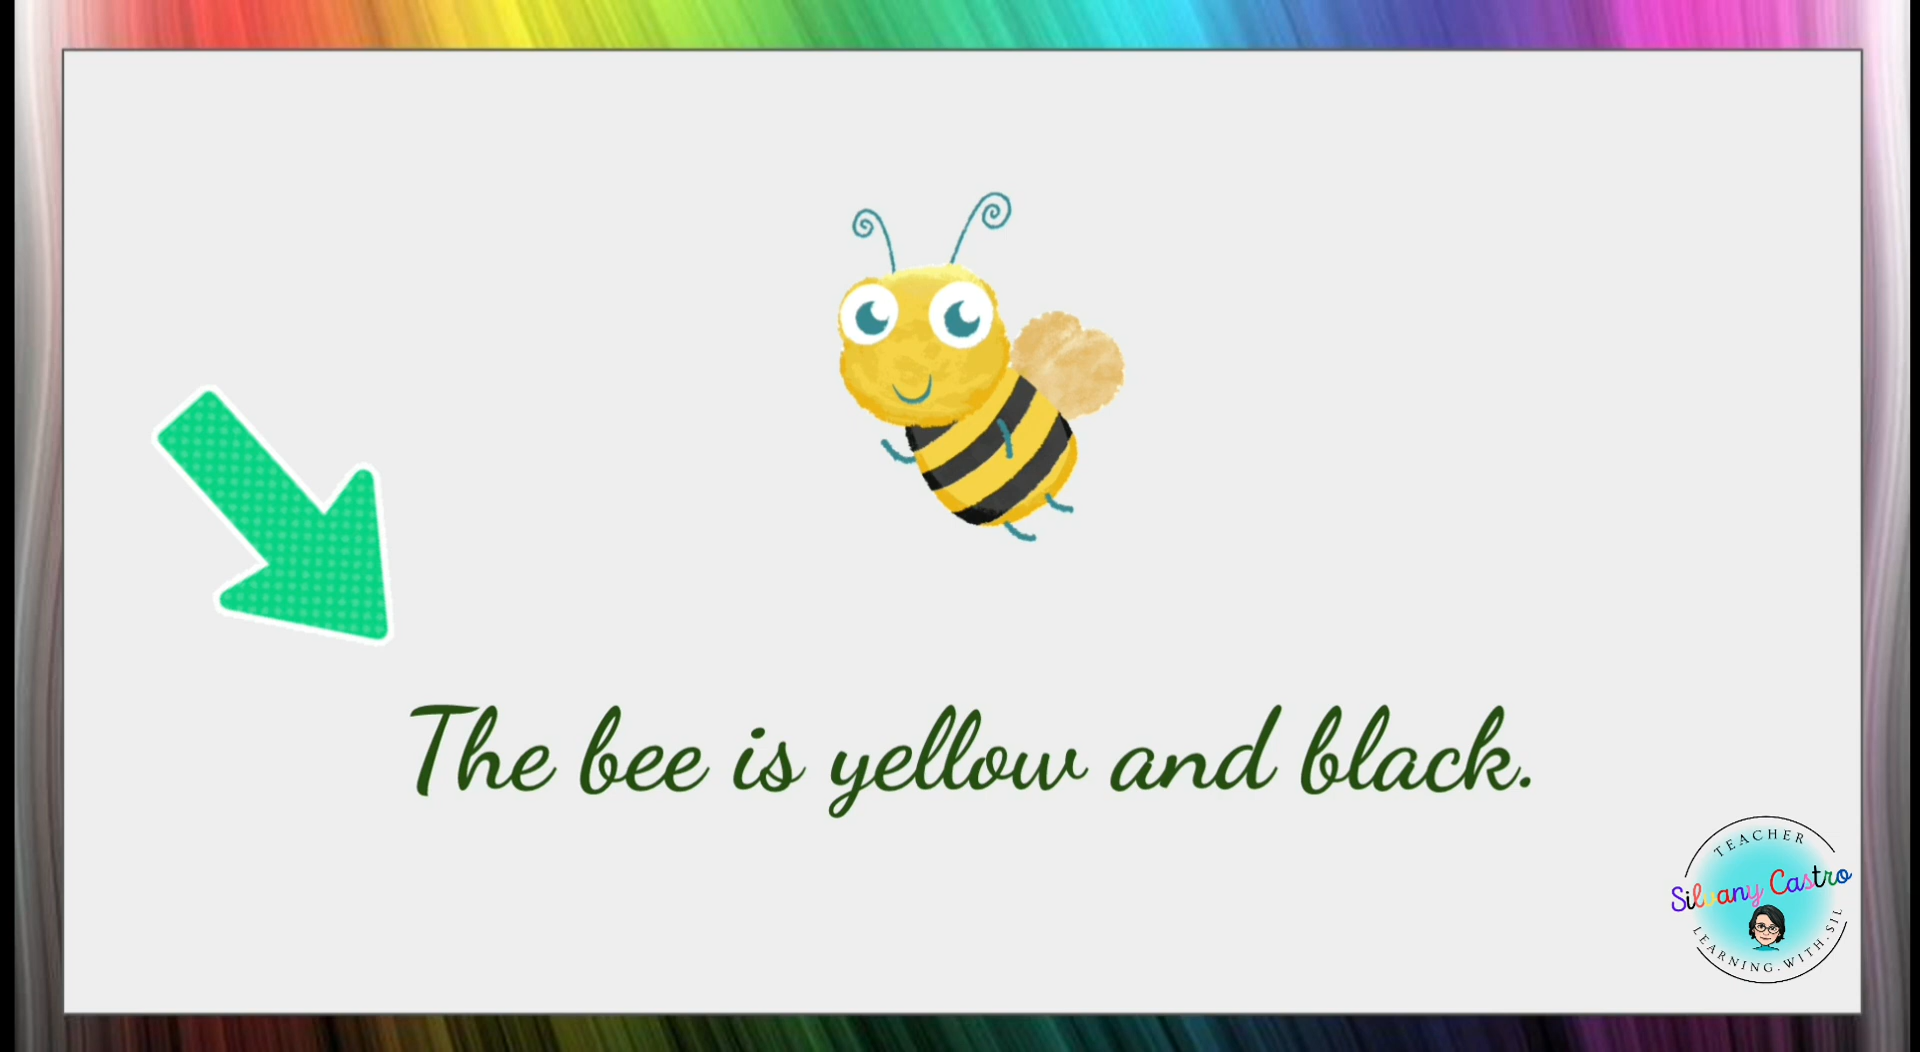 The bee is yellow and black.
TEACHER
Silvany Castro
LEARNING.WITH.SIL